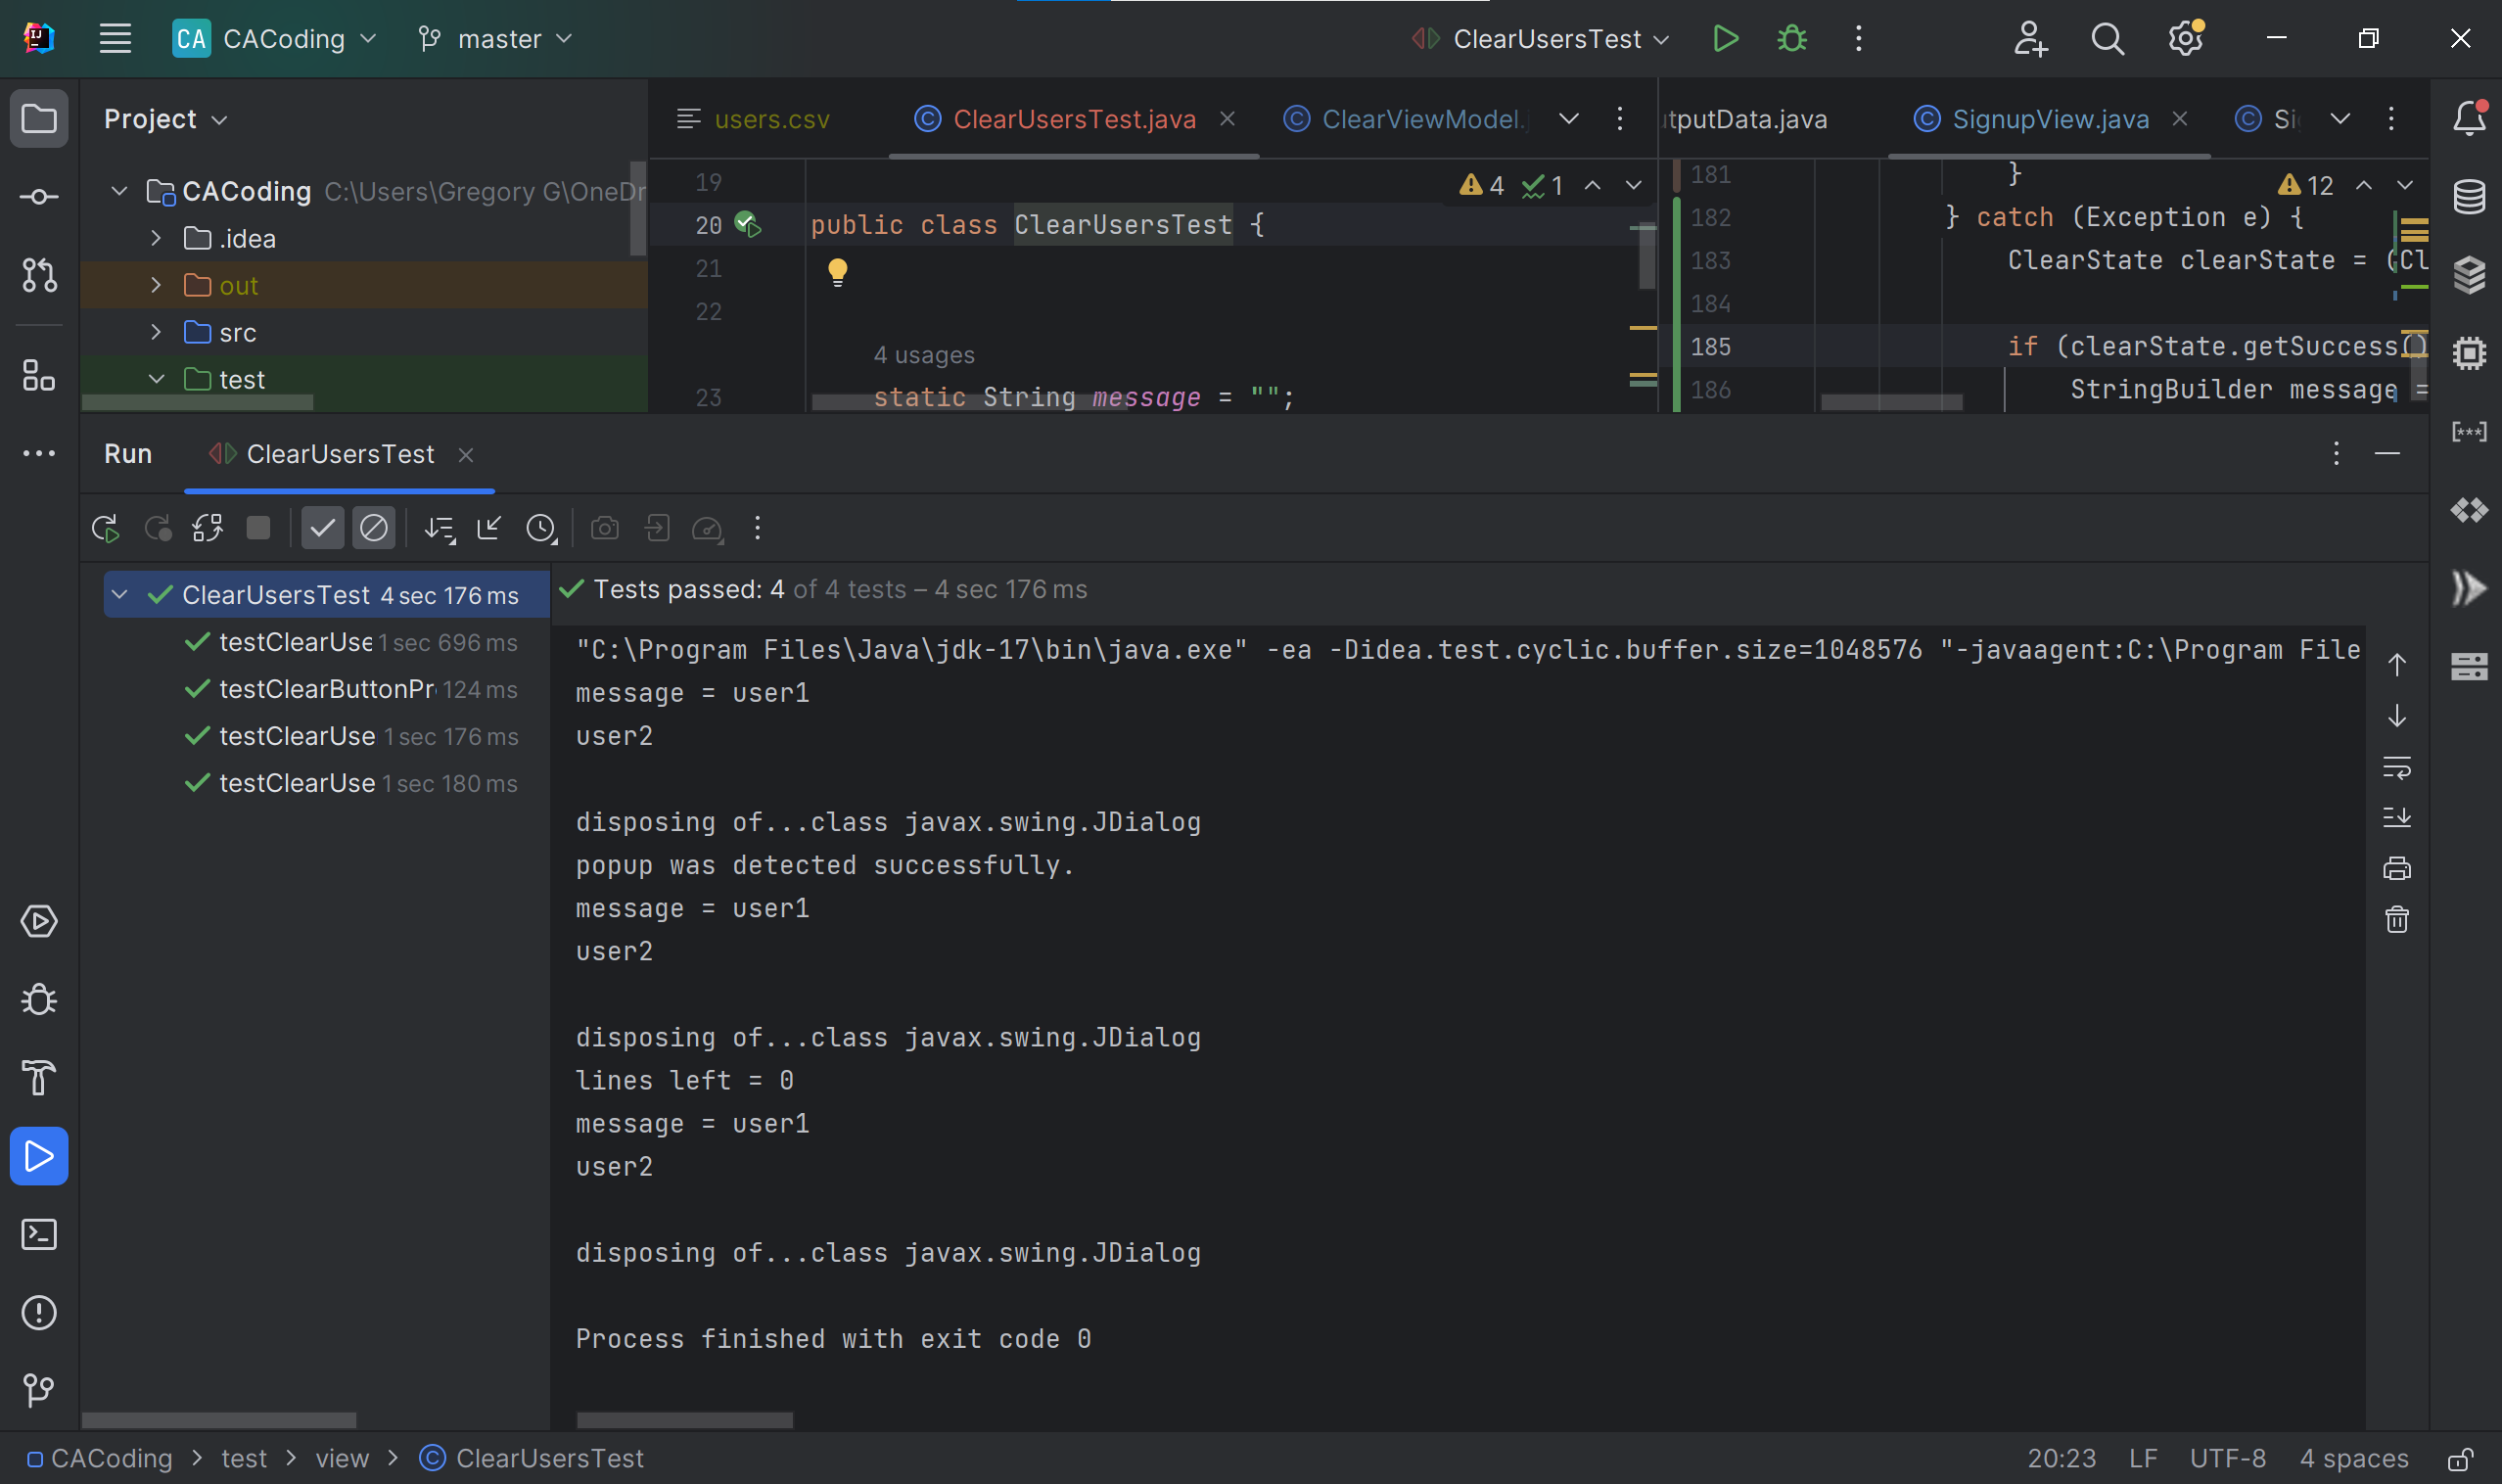 CA CACoding master ClearUsersTest
Project
CACoding C:\Users\Gregory G\OneDr
.idea
out
src
test
users.csv ClearUsersTest.java ClearViewModel.
19 4 1
20 public class ClearUsersTest {
21
22
4 usages
23 static String message = "";
utputData.java SignupView.java Si
181 } 12
182 } catch (Exception e) {
183 ClearState clearState = (Cl
184
185 if (clearState.getSuccess()
186 StringBuilder message =
Run ClearUsersTest
ClearUsersTest 4 sec 176 ms
testClearUse 1 sec 696 ms
testClearButtonPr 124 ms
testClearUse 1 sec 176 ms
testClearUse 1 sec 180 ms
Tests passed: 4 of 4 tests – 4 sec 176 ms
"C:\Program Files\Java\jdk-17\bin\java.exe" -ea -Didea.test.cyclic.buffer.size=1048576 "-javaagent:C:\Program File
message = user1
user2
disposing of...class javax.swing.JDialog
popup was detected successfully.
message = user1
user2
disposing of...class javax.swing.JDialog
lines left = 0
message = user1
user2
disposing of...class javax.swing.JDialog
Process finished with exit code 0
CACoding > test > view > ClearUsersTest
20:23 LF UTF-8 4 spaces